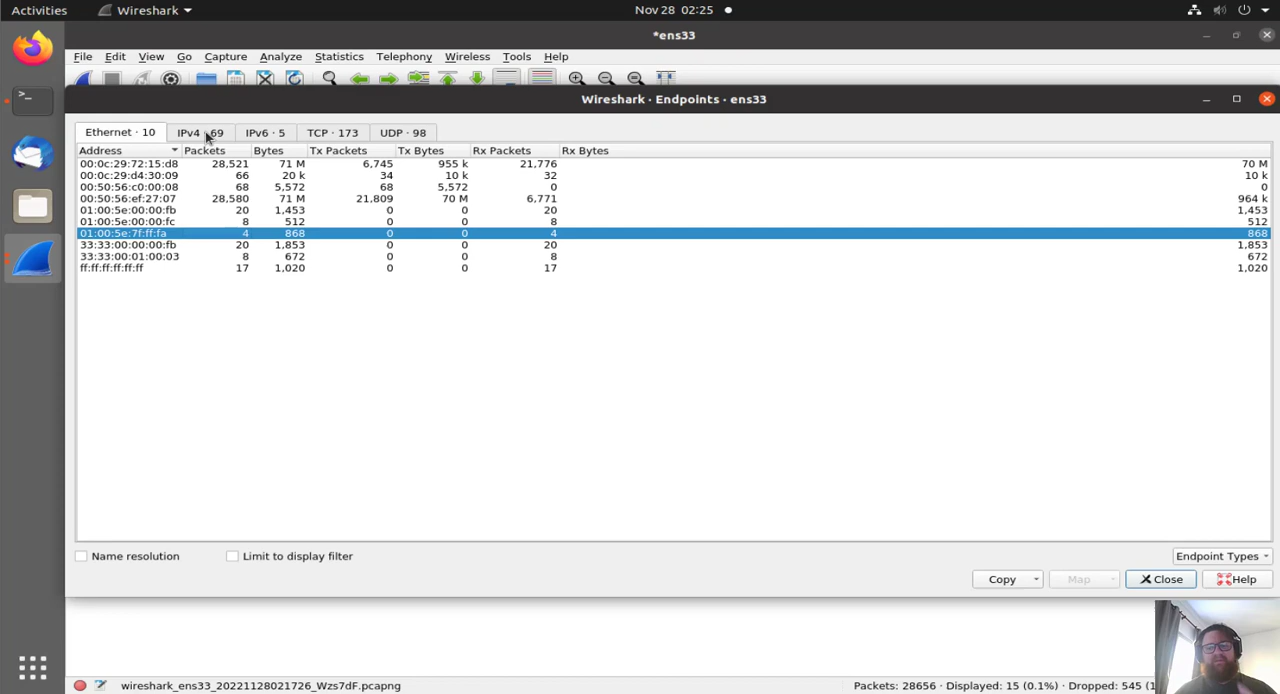 Activities Wireshark Nov 28 02:25
*ens33
File Edit View Go Capture Analyze Statistics Telephony Wireless Tools Help
Wireshark · Endpoints · ens33
Ethernet · 10 IPv4 · 69 IPv6 · 5 TCP · 173 UDP · 98
Address Packets Bytes Tx Packets Tx Bytes Rx Packets Rx Bytes
00:0c:29:72:15:d8 28,521 71 M 6,745 955 k 21,776 70 M
00:0c:29:d4:30:09 66 20 k 34 10 k 32 10 k
00:50:56:c0:00:08 68 5,572 68 5,572 0 0
00:50:56:ef:27:07 28,580 71 M 21,809 70 M 6,771 964 k
01:00:5e:00:00:fb 20 1,453 0 0 20 1,453
01:00:5e:00:00:fc 8 512 0 0 8 512
01:00:5e:7f:ff:fa 4 868 0 0 4 868
33:33:00:00:00:fb 20 1,853 0 0 20 1,853
33:33:00:01:00:03 8 672 0 0 8 672
ff:ff:ff:ff:ff:ff 17 1,020 0 0 17 1,020
Name resolution Limit to display filter Endpoint Types
Copy Map Close Help
wireshark_ens33_20221128021726_Wzs7dF.pcapng Packets: 28656 · Displayed: 15 (0.1%) · Dropped: 545 (1